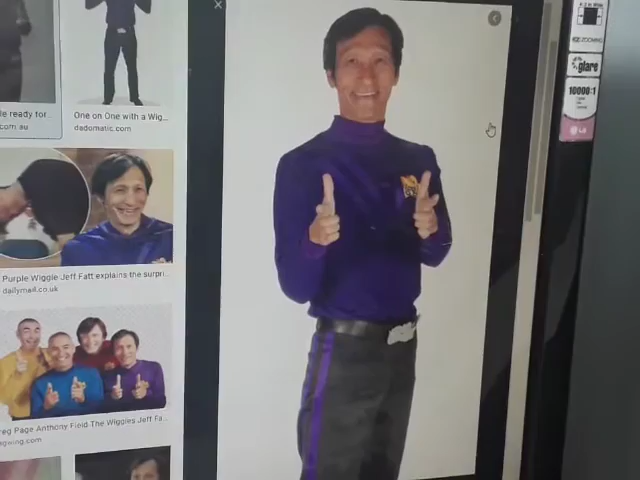 le ready for...
com.au
One on One with a Wig...
dadomatic.com
Purple Wiggle Jeff Fatt explains the surpri...
dailymail.co.uk
reg Page Anthony Field The Wiggles Jeff Fa...
gwing.com
glare
10000:1
LG